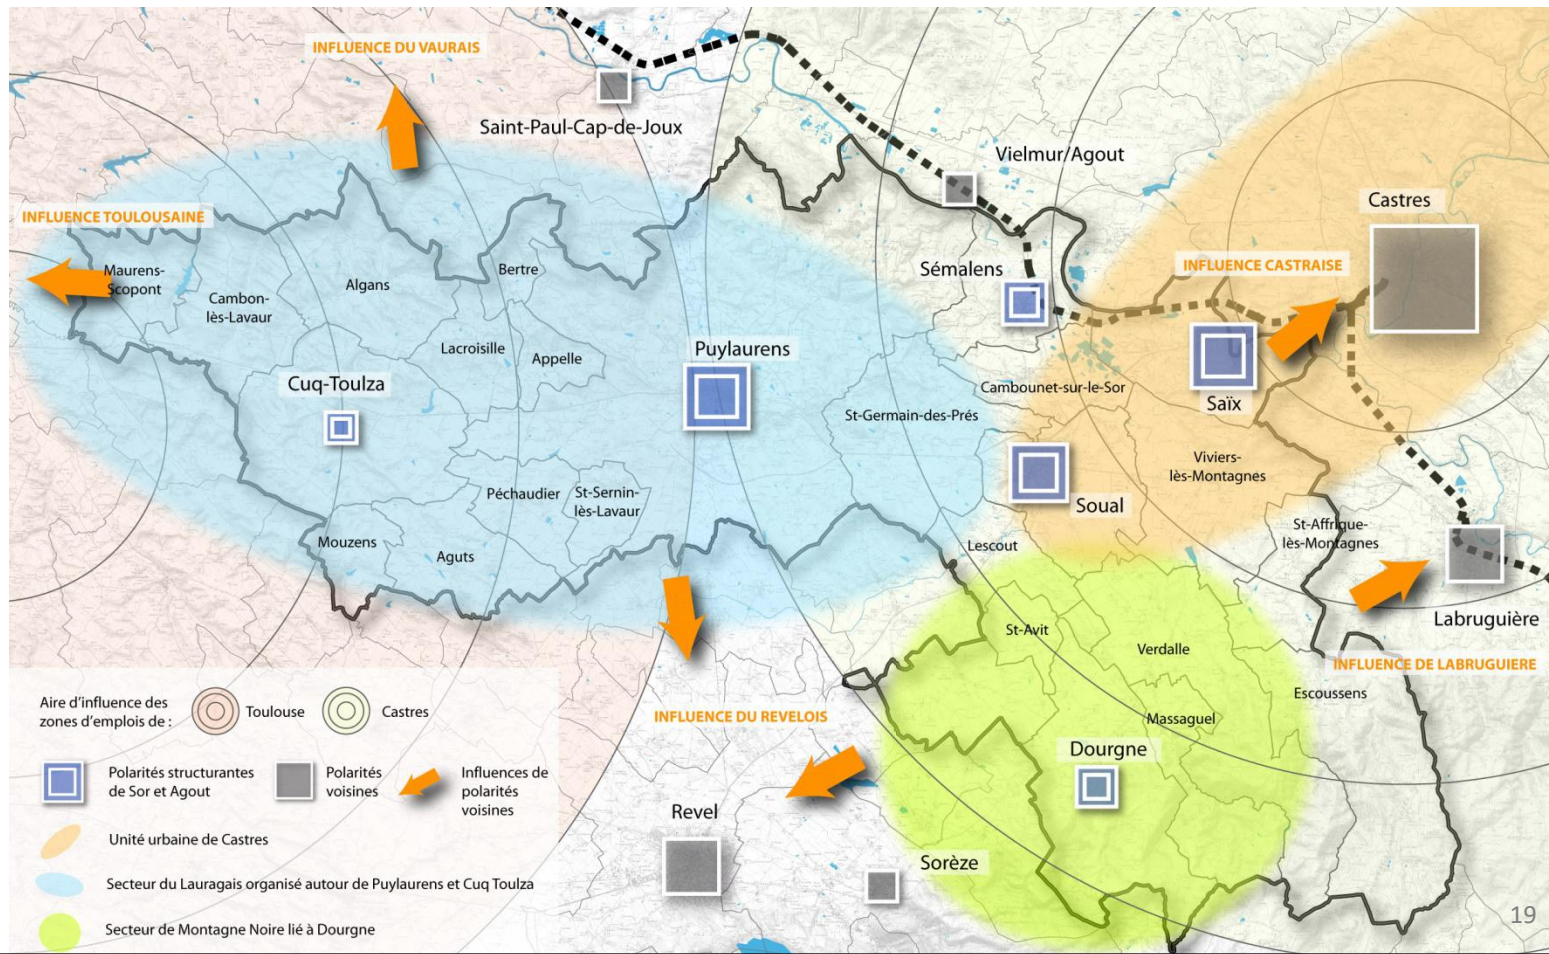 INFLUENCE DU VAURAIS
Saint-Paul-Cap-de-Joux
Vielmur/Agout
Castres
INFLUENCE TOULOUSAINE
INFLUENCE CASTRAISE
Sémalens
Maurens-
Scopont
Bertre
Algans
Cambon-
lès-Lavaur
Lacroisille
Appelle
Puylaurens
Cuq-Toulza
Cambounet-sur-le-Sor
Saïx
St-Germain-des-Prés
Viviers-
lès-Montagnes
Soual
Péchaudier
St-Sernin-
lès-Lavaur
St-Affrique-
lès-Montagnes
Mouzens
Aguts
Lescout
Labruguière
St-Avit
Verdalle
INFLUENCE DE LABRUGUIERE
Escoussens
INFLUENCE DU REVELOIS
Massaguel
Dourgne
Revel
Sorèze
Aire d'influence des
zones d'emplois de :
Toulouse
Castres
Polarités structurantes
de Sor et Agout
Polarités
voisines
Influences de
polarités
voisines
Unité urbaine de Castres
Secteur du Lauragais organisé autour de Puylaurens et Cuq Toulza
Secteur de Montagne Noire lié à Dourgne
19